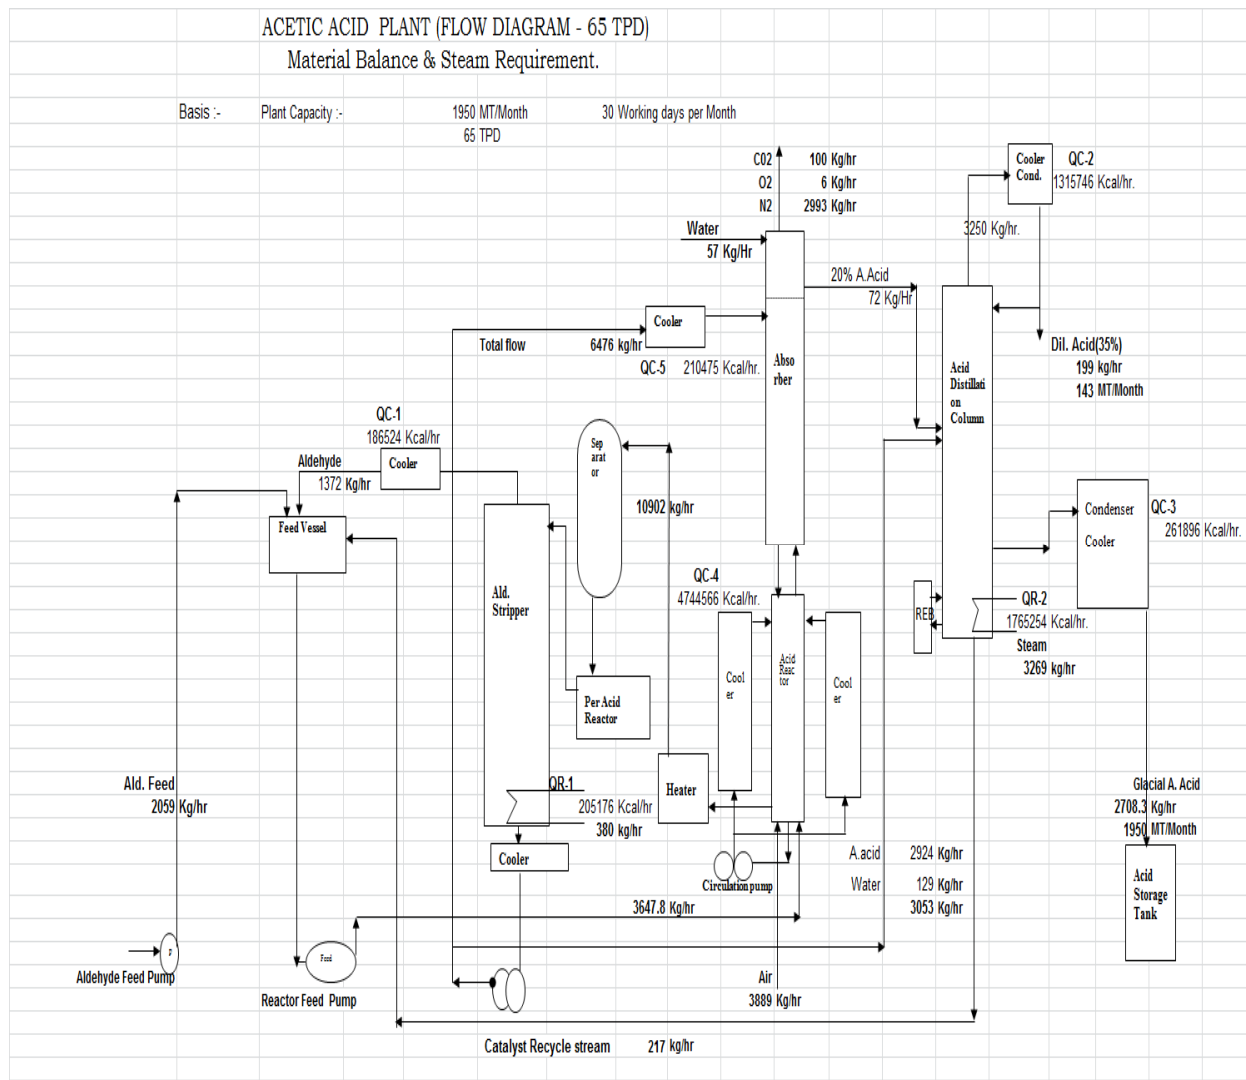 ACETIC ACID PLANT (FLOW DIAGRAM - 65 TPD)
Material Balance & Steam Requirement.
Basis :- Plant Capacity :- 1950 MT/Month 30 Working days per Month
65 TPD
C02 100 Kg/hr
O2 6 Kg/hr
N2 2993 Kg/hr
Cooler
Cond.
QC-2
1315746 Kcal/hr.
3250 Kg/hr.
Water
57 Kg/Hr
20% A.Acid
72 Kg/Hr
Cooler
Total flow 6476 kg/hr
QC-5 210475 Kcal/hr.
Abso
rber
Dil. Acid(35%)
199 kg/hr
143 MT/Month
Acid
Distillati
on
Column
QC-1
186524 Kcal/hr
Cooler
Aldehyde
1372 Kg/hr
Sep
arat
or
10902 kg/hr
Feed Vessel
Condenser
Cooler
QC-3
261896 Kcal/hr.
QC-4
4744566 Kcal/hr.
Ald.
Stripper
REB
QR-2
1765254 Kcal/hr.
Steam
3269 kg/hr
Per Acid
Reactor
Cool
er
Acid
Reac
tor
Cool
er
Ald. Feed
2059 Kg/hr
QR-1
205176 Kcal/hr
380 kg/hr
Heater
Glacial A. Acid
2708.3 Kg/hr
1950 MT/Month
Cooler
Circulation pump
A.acid 2924 Kg/hr
Water 129 Kg/hr
3053 Kg/hr
Acid
Storage
Tank
3647.8 Kg/hr
P
Aldehyde Feed Pump
Feed
Reactor Feed Pump
Air
3889 Kg/hr
Catalyst Recycle stream 217 kg/hr